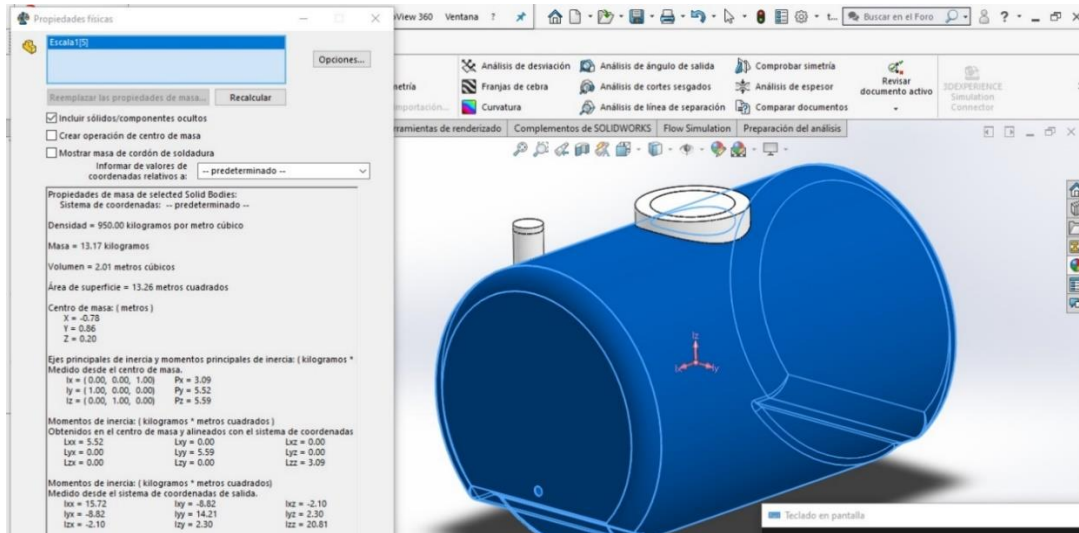 Propiedades físicas
Escala1[5]
Opciones...
Reemplazar las propiedades de masa...
Recalcular
Incluir sólidos/componentes ocultos
Crear operación de centro de masa
Mostrar masa de cordón de soldadura
Informar de valores de
coordenadas relativos a:
-- predeterminado --
Propiedades de masa de selected Solid Bodies:
Sistema de coordenadas: -- predeterminado --
Densidad = 950.00 kilogramos por metro cúbico
Masa = 13.17 kilogramos
Volumen = 2.01 metros cúbicos
Área de superficie = 13.26 metros cuadrados
Centro de masa: ( metros )
X = -0.78
Y = 0.86
Z = 0.20
Ejes principales de inercia y momentos principales de inercia: ( kilogramos *
Medido desde el centro de masa.
Ix = ( 0.00, 0.00, 1.00) Px = 3.09
Iy = ( 1.00, 0.00, 0.00) Py = 5.52
Iz = ( 0.00, 1.00, 0.00) Pz = 5.59
Momentos de inercia: ( kilogramos * metros cuadrados )
Obtenidos en el centro de masa y alineados con el sistema de coordenadas
Lxx = 5.52 Lxy = 0.00 Lxz = 0.00
Lyx = 0.00 Lyy = 5.59 Lyz = 0.00
Lzx = 0.00 Lzy = 0.00 Lzz = 3.09
Momentos de inercia: ( kilogramos * metros cuadrados)
Medido desde el sistema de coordenadas de salida.
Ixx = 15.72 Ixy = -8.82 Ixz = -2.10
Iyx = -8.82 Iyy = 14.21 Iyz = 2.30
Izx = -2.10 Izy = 2.30 Izz = 20.81
View 360 Ventana ?
t...
Buscar en el Foro
?
metría
importación...
Análisis de desviación
Franjas de cebra
Curvatura
Análisis de ángulo de salida
Análisis de cortes sesgados
Análisis de línea de separación
Comprobar simetría
Análisis de espesor
Comparar documentos
Revisar
documento activo
3DEXPERIENCE
Simulation
Connector
rramientas de renderizado
Complementos de SOLIDWORKS
Flow Simulation
Preparación del análisis
Iz
Iy
Teclado en pantalla